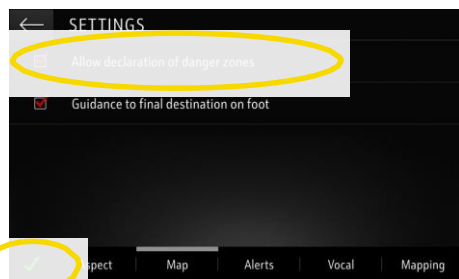 SETTINGS
Allow declaration of danger zones
Guidance to final destination on foot
spect Map Alerts Vocal Mapping